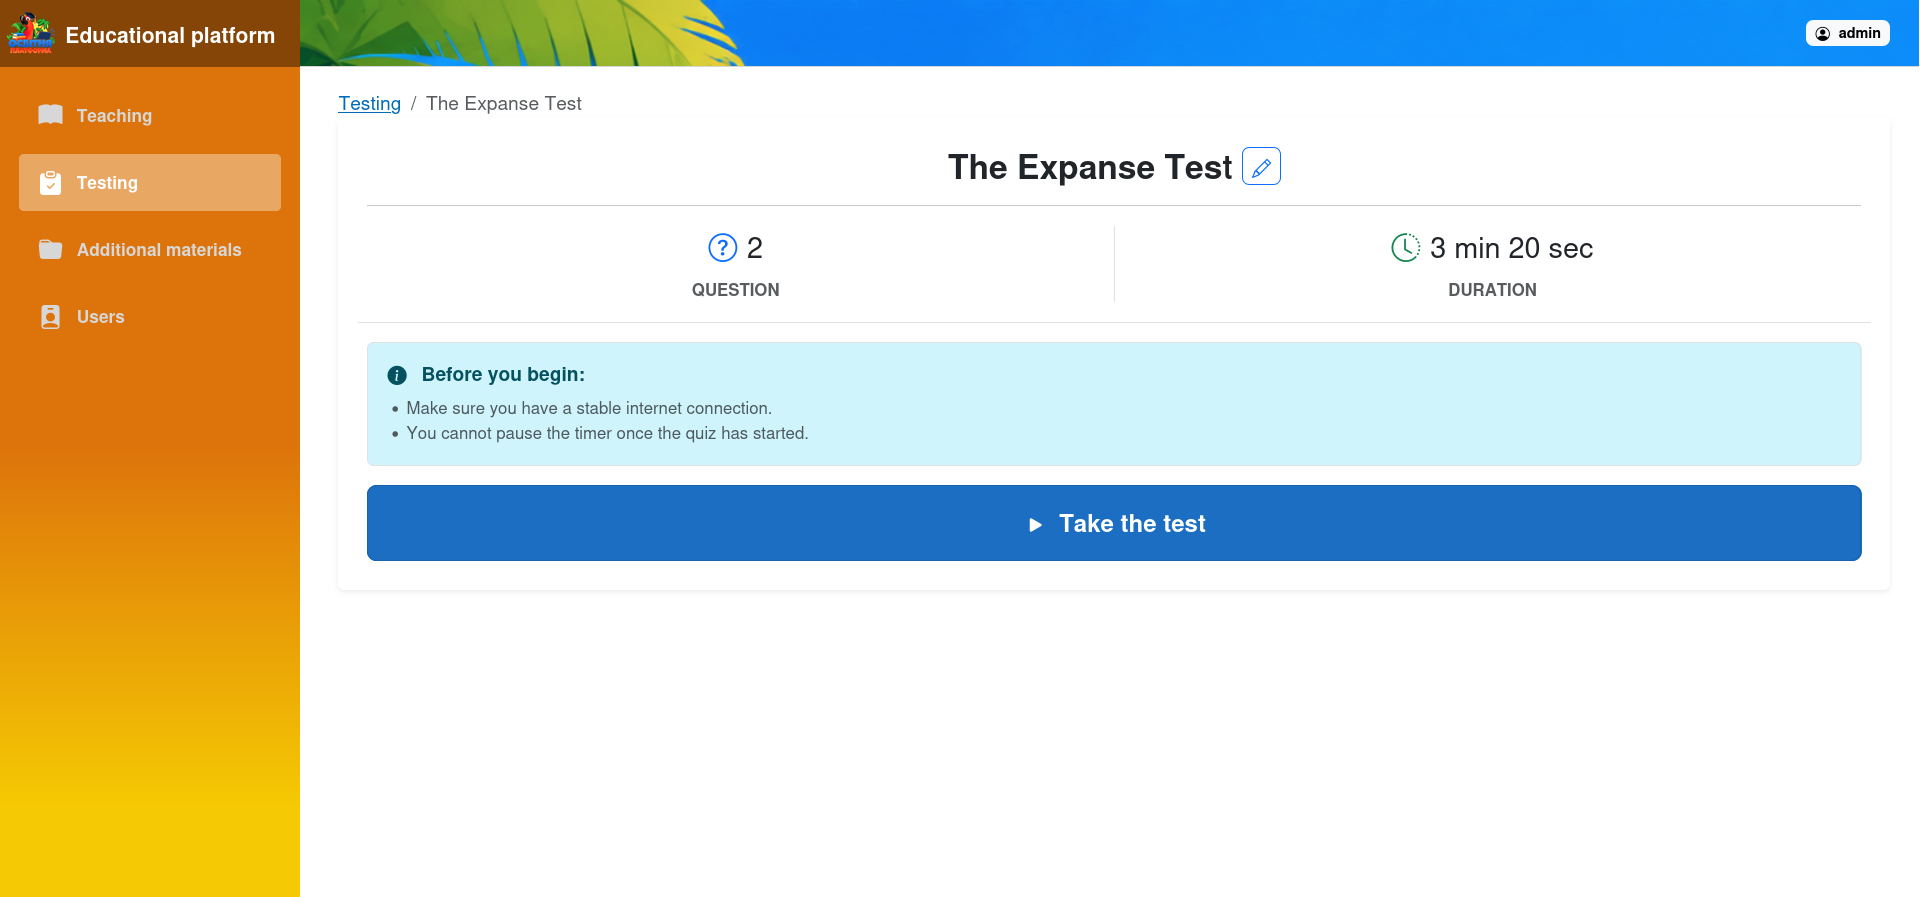 ОСВІТНЯ
ПЛАТФОРМА
Educational platform
admin
Teaching
Testing
Additional materials
Users
Testing / The Expanse Test
The Expanse Test
2
QUESTION
3 min 20 sec
DURATION
Before you begin:
• Make sure you have a stable internet connection.
• You cannot pause the timer once the quiz has started.
Take the test